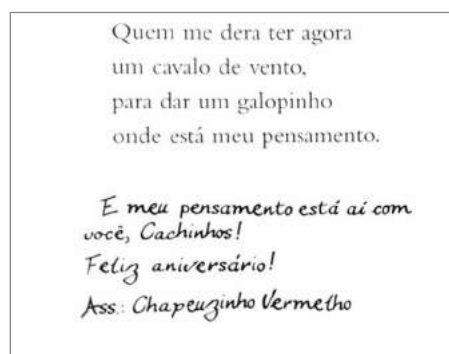 Quem me dera ter agora
um cavalo de vento,
para dar um galopinho
onde está meu pensamento.
E meu pensamento está aí com
você, Cachinhos!
Feliz aniversário!
Ass.: Chapeuzinho Vermelho